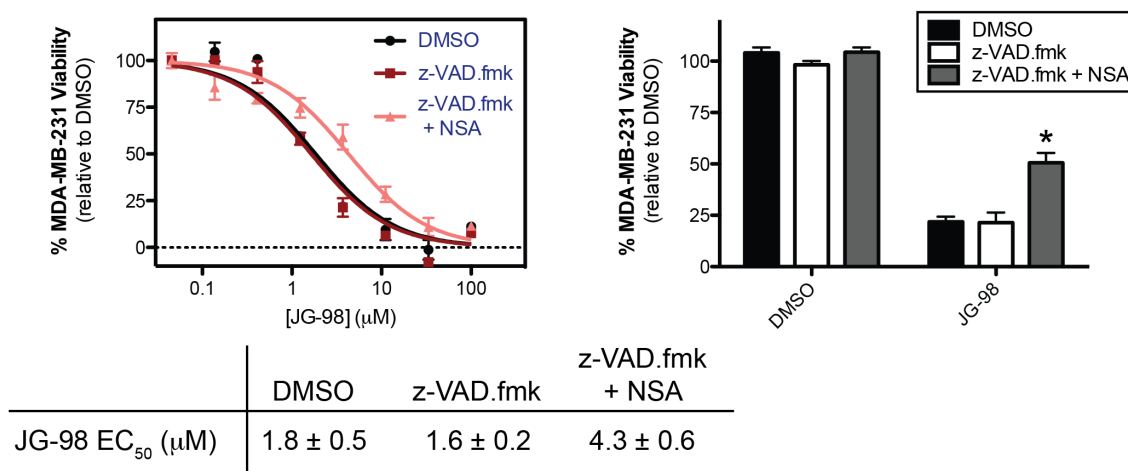 % MDA-MB-231 Viability
(relative to DMSO)
100
75
50
25
0
0.1 1 10 100
[JG-98] (µM)
DMSO
z-VAD.fmk
z-VAD.fmk
+ NSA
% MDA-MB-231 Viability
(relative to DMSO)
100
75
50
25
0
DMSO
JG-98
*
DMSO
z-VAD.fmk
z-VAD.fmk + NSA
DMSO z-VAD.fmk z-VAD.fmk + NSA
JG-98 EC50 (µM) 1.8 ± 0.5 1.6 ± 0.2 4.3 ± 0.6